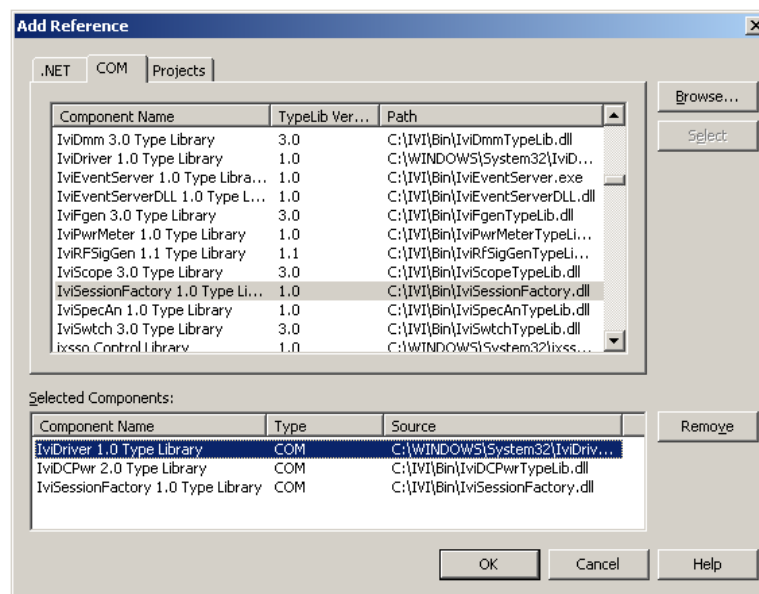 Add Reference
.NET COM Projects
Browse...
Select
Component Name TypeLib Ver... Path
IviDmm 3.0 Type Library 3.0 C:\IVI\Bin\IviDmmTypeLib.dll
IviDriver 1.0 Type Library 1.0 C:\WINDOWS\System32\IviD...
IviEventServer 1.0 Type Libra... 1.0 C:\IVI\Bin\IviEventServer.exe
IviEventServerDLL 1.0 Type L... 1.0 C:\IVI\Bin\IviEventServerDLL.dll
IviFgen 3.0 Type Library 3.0 C:\IVI\Bin\IviFgenTypeLib.dll
IviPwrMeter 1.0 Type Library 1.0 C:\IVI\Bin\IviPwrMeterTypeLi...
IviRFSigGen 1.1 Type Library 1.1 C:\IVI\Bin\IviRfSigGenTypeLi...
IviScope 3.0 Type Library 3.0 C:\IVI\Bin\IviScopeTypeLib.dll
IviSessionFactory 1.0 Type Li... 1.0 C:\IVI\Bin\IviSessionFactory.dll
IviSpecAn 1.0 Type Library 1.0 C:\IVI\Bin\IviSpecAnTypeLib.dll
IviSwtch 3.0 Type Library 3.0 C:\IVI\Bin\IviSwtchTypeLib.dll
ixsso Control Library 1.0 C:\WINDOWS\System32\ixss...
Selected Components:
Component Name Type Source
Remove
IviDriver 1.0 Type Library COM C:\WINDOWS\System32\IviDriv...
IviDCPwr 2.0 Type Library COM C:\IVI\Bin\IviDCPwrTypeLib.dll
IviSessionFactory 1.0 Type Library COM C:\IVI\Bin\IviSessionFactory.dll
OK Cancel Help